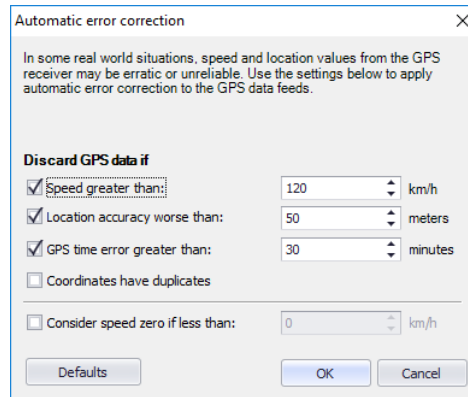 Automatic error correction
In some real world situations, speed and location values from the GPS
receiver may be erratic or unreliable. Use the settings below to apply
automatic error correction to the GPS data feeds.
Discard GPS data if
Speed greater than: 120 km/h
Location accuracy worse than: 50 meters
GPS time error greater than: 30 minutes
Coordinates have duplicates
Consider speed zero if less than: 0 km/h
Defaults OK Cancel